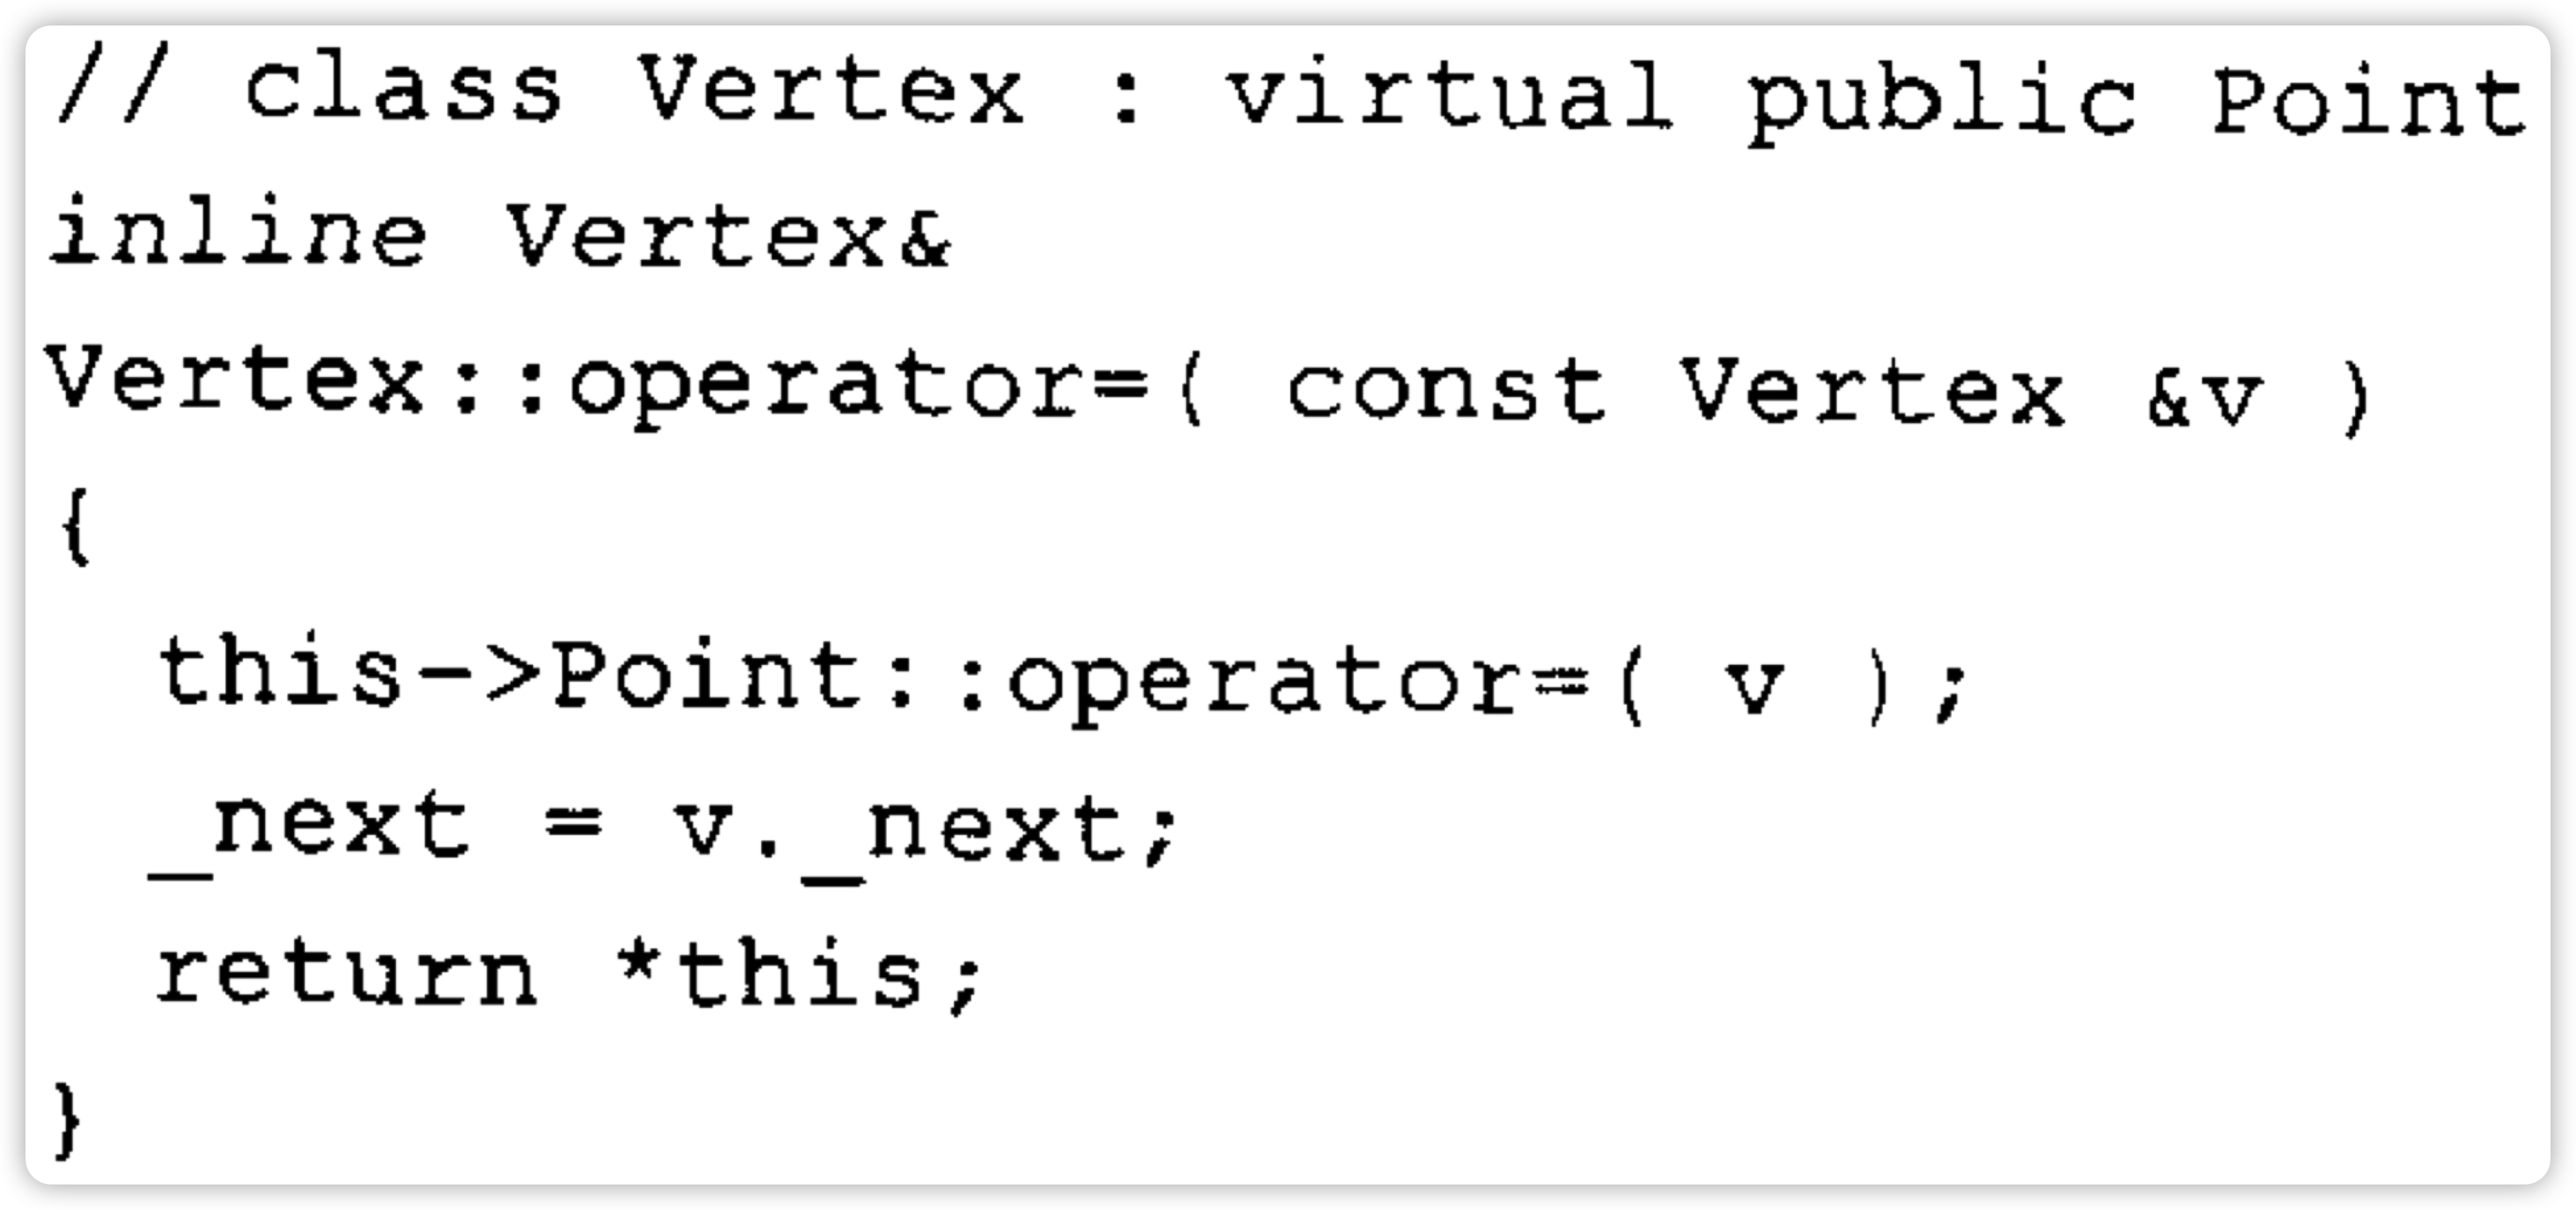 // class Vertex : virtual public Point
inline Vertex&
Vertex::operator=( const Vertex &v )
{
  this->Point::operator=( v );
  _next = v._next;
  return *this;
}